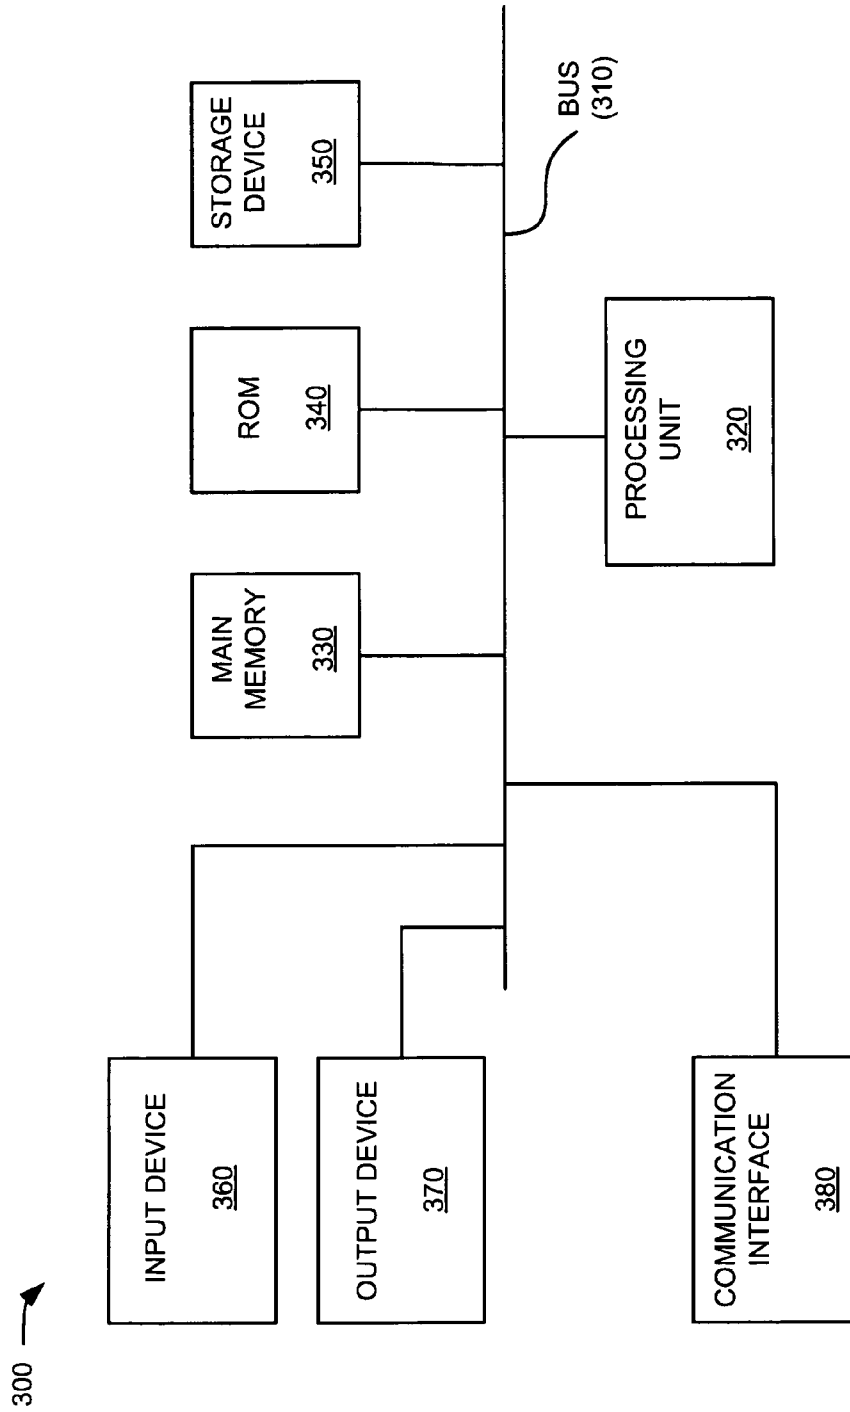 300
INPUT DEVICE
360
OUTPUT DEVICE
370
COMMUNICATION
INTERFACE
380
MAIN
MEMORY
330
ROM
340
STORAGE
DEVICE
350
PROCESSING
UNIT
320
BUS
(310)